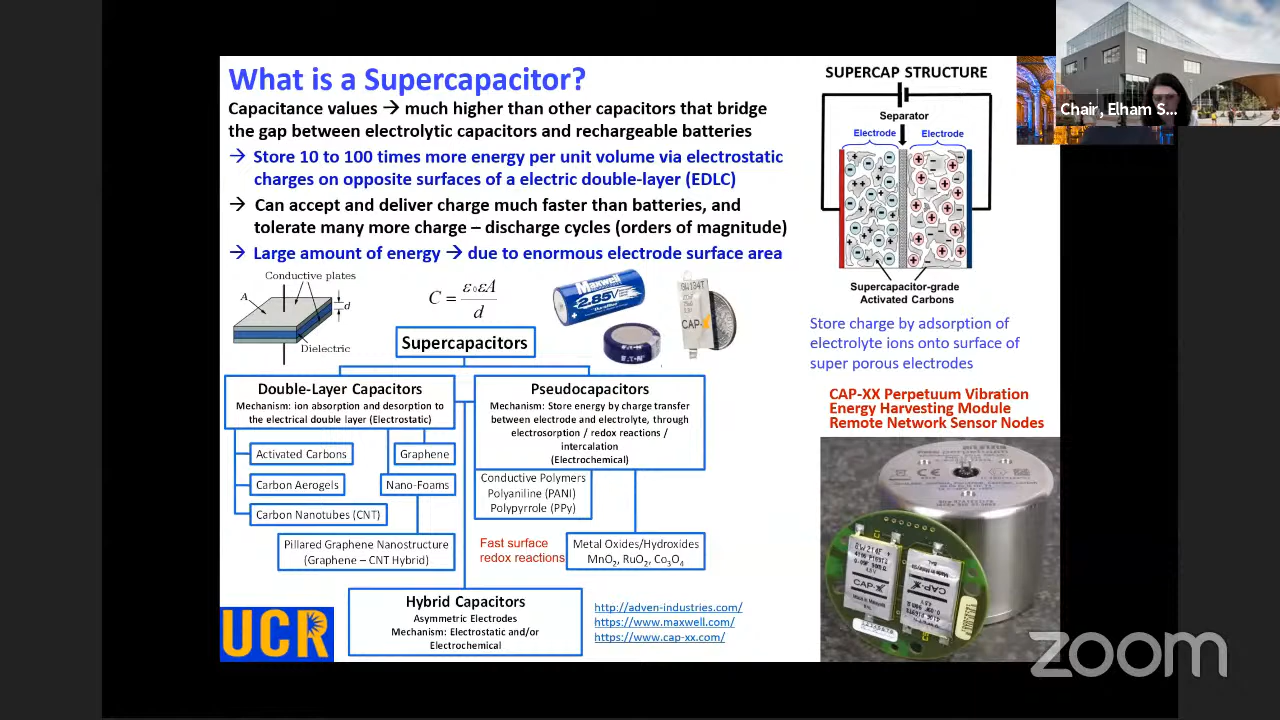 What is a Supercapacitor?
Capacitance values → much higher than other capacitors that bridge
the gap between electrolytic capacitors and rechargeable batteries
→ Store 10 to 100 times more energy per unit volume via electrostatic
charges on opposite surfaces of a electric double-layer (EDLC)
→ Can accept and deliver charge much faster than batteries, and
tolerate many more charge – discharge cycles (orders of magnitude)
→ Large amount of energy → due to enormous electrode surface area
Conductive plates
A
d
Dielectric
C = ε₀εA / d
Maxwell
2.85V
CAP-
Supercapacitors
Double-Layer Capacitors
Mechanism: ion absorption and desorption to
the electrical double layer (Electrostatic)
Activated Carbons
Graphene
Carbon Aerogels
Nano-Foams
Carbon Nanotubes (CNT)
Pillared Graphene Nanostructure
(Graphene – CNT Hybrid)
Pseudocapacitors
Mechanism: Store energy by charge transfer
between electrode and electrolyte, through
electrosorption / redox reactions /
intercalation
(Electrochemical)
Conductive Polymers
Polyaniline (PANI)
Polypyrrole (PPy)
Fast surface
redox reactions
Metal Oxides/Hydroxides
MnO₂, RuO₂, Co₃O₄
Hybrid Capacitors
Asymmetric Electrodes
Mechanism: Electrostatic and/or
Electrochemical
http://adven-industries.com/
https://www.maxwell.com/
https://www.cap-xx.com/
UCR
SUPERCAP STRUCTURE
Separator
Electrode
Electrode
Supercapacitor-grade
Activated Carbons
Store charge by adsorption of
electrolyte ions onto surface of
super porous electrodes
CAP-XX Perpetuum Vibration
Energy Harvesting Module
Remote Network Sensor Nodes
CAP-X
CAP-X
Chair, Elham S...
zoom